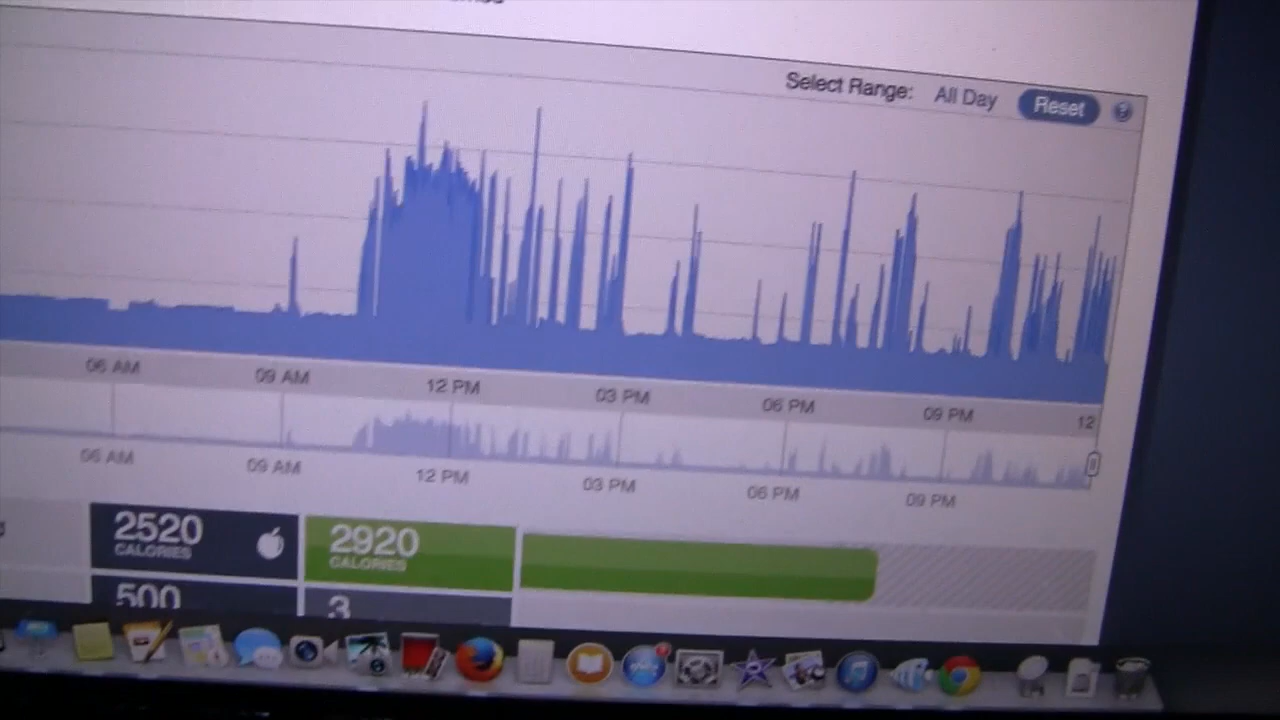 Select Range: All Day Reset ?
06 AM 09 AM 12 PM 03 PM 06 PM 09 PM 12
06 AM 09 AM 12 PM 03 PM 06 PM 09 PM
2520 2920
CALORIES CALORIES
500 3